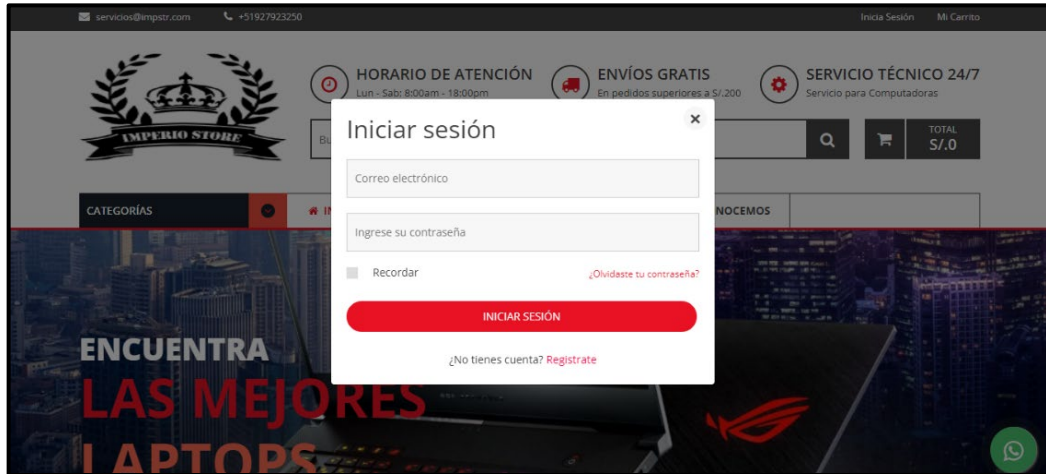 servicios@impstr.com +51927923250 Inicia Sesión Mi Carrito
HORARIO DE ATENCIÓN
Lun - Sab: 8:00am - 18:00pm
ENVÍOS GRATIS
En pedidos superiores a S/.200
SERVICIO TÉCNICO 24/7
Servicio para Computadoras
IMPERIO STORE
TOTAL
S/.0
Iniciar sesión
Correo electrónico
Ingrese su contraseña
Recordar ¿Olvidaste tu contraseña?
INICIAR SESIÓN
¿No tienes cuenta? Registrate
CATEGORÍAS
NOCEMOS
ENCUENTRA
LAS MEJORES
LAPTOPS